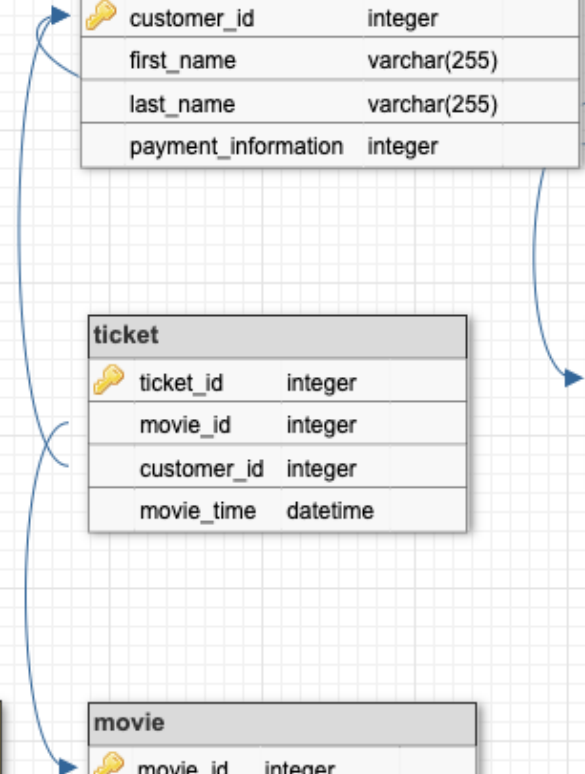 customer_id integer
first_name varchar(255)
last_name varchar(255)
payment_information integer
ticket
ticket_id integer
movie_id integer
customer_id integer
movie_time datetime
movie
movie_id integer